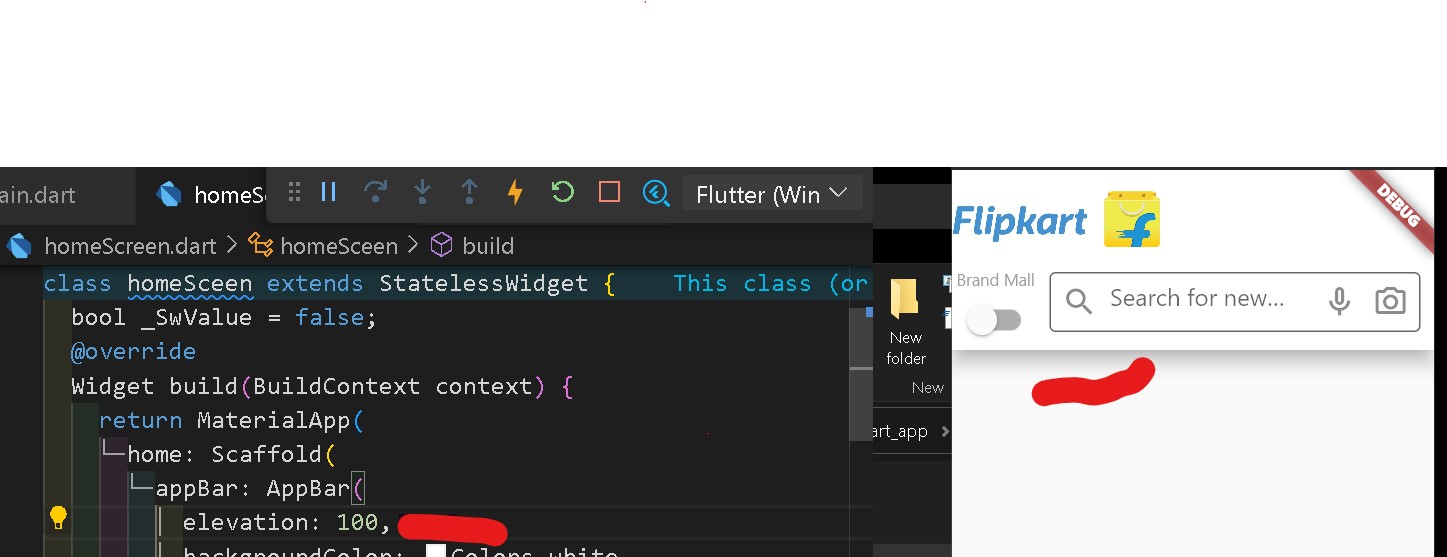 ain.dart
homeS
Flutter (Win
homeScreen.dart > homeSceen > build
class homeSceen extends StatelessWidget { This class (or
bool _SwValue = false;
@override
Widget build(BuildContext context) {
return MaterialApp(
home: Scaffold(
appBar: AppBar(
elevation: 100,
backgroundColor: Colors.white
New
folder
New
art_app >
DEBUG
Flipkart
Brand Mall
Search for new...